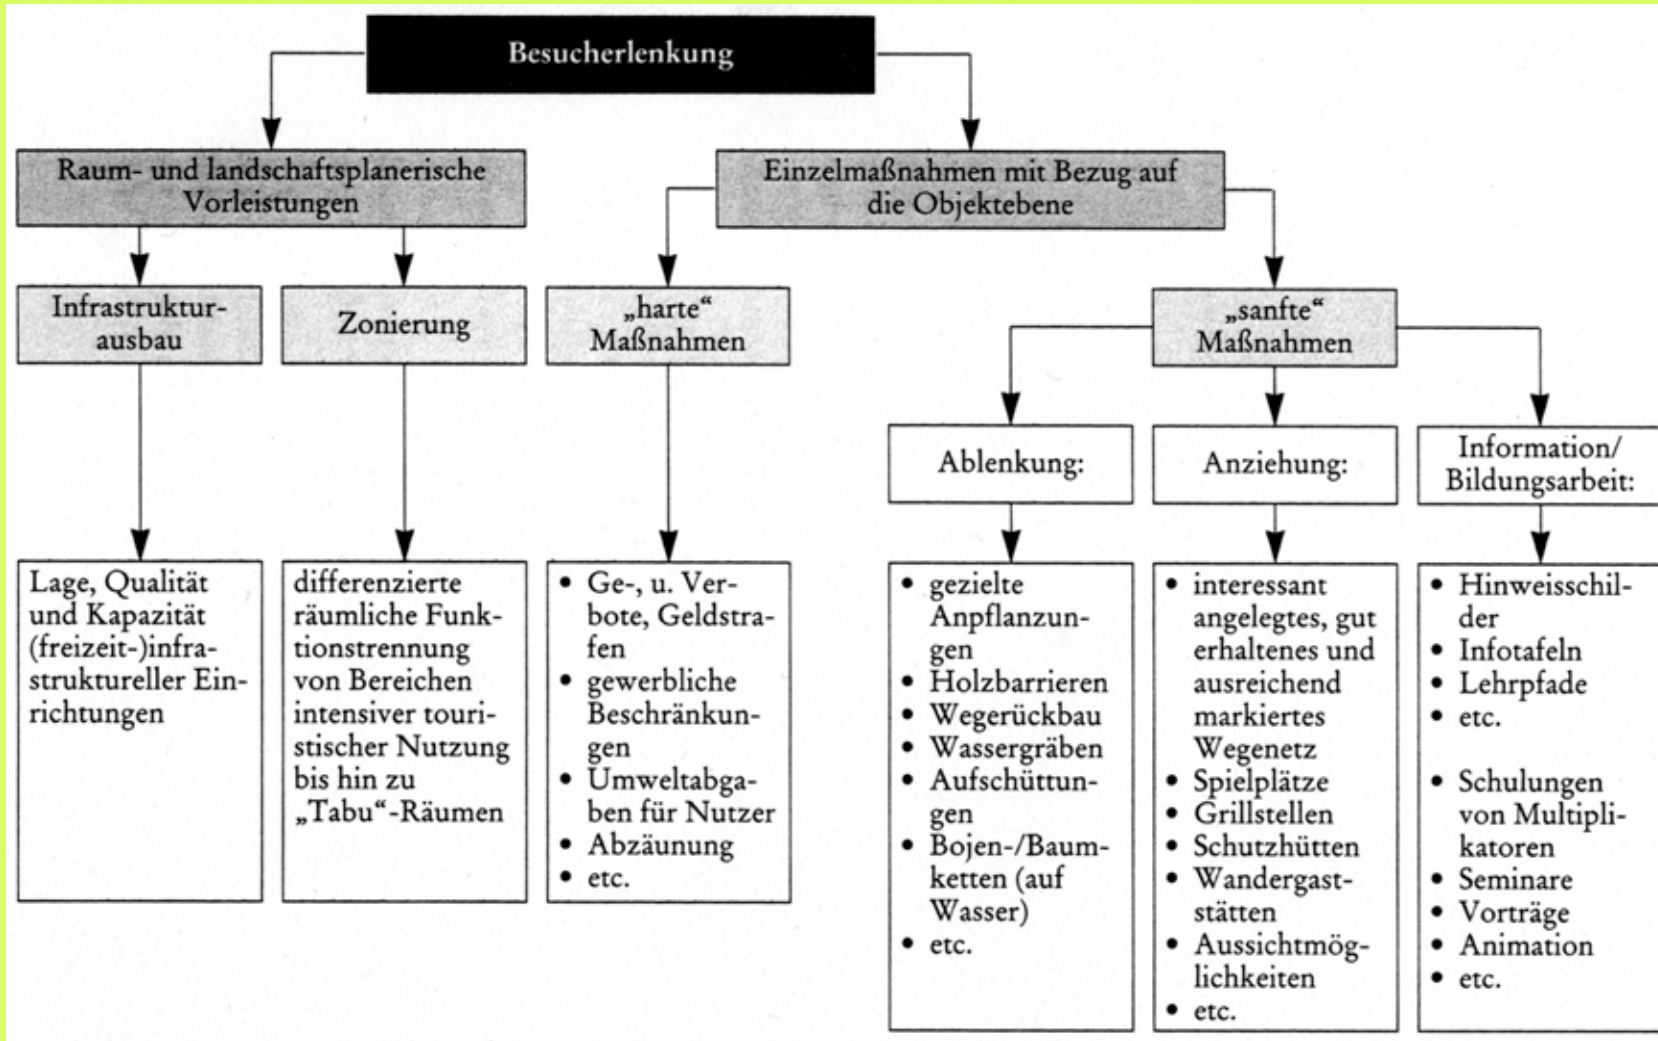 Besucherlenkung
Raum- und landschaftsplanerische
Vorleistungen
Einzelmaßnahmen mit Bezug auf
die Objektebene
Infrastruktur-
ausbau
Zonierung
„harte“
Maßnahmen
„sanfte“
Maßnahmen
Ablenkung:
Anziehung:
Information/
Bildungsarbeit:
Lage, Qualität
und Kapazität
(freizeit-)infra-
struktureller Ein-
richtungen
differenzierte
räumliche Funk-
tionstrennung
von Bereichen
intensiver touri-
stischer Nutzung
bis hin zu
„Tabu“-Räumen
• Ge-, u. Ver-
bote, Geldstra-
fen
• gewerbliche
Beschränkun-
gen
• Umweltabga-
ben für Nutzer
• Abzäunung
• etc.
• gezielte
Anpflanzun-
gen
• Holzbarrieren
• Wegerückbau
• Wassergräben
• Aufschüttun-
gen
• Bojen-/Baum-
ketten (auf
Wasser)
• etc.
• interessant
angelegtes, gut
erhaltenes und
ausreichend
markiertes
Wegenetz
• Spielplätze
• Grillstellen
• Schutzhütten
• Wandergast-
stätten
• Aussichtmög-
lichkeiten
• etc.
• Hinweisschil-
der
• Infotafeln
• Lehrpfade
• etc.
• Schulungen
von Multipli-
katoren
• Seminare
• Vorträge
• Animation
• etc.